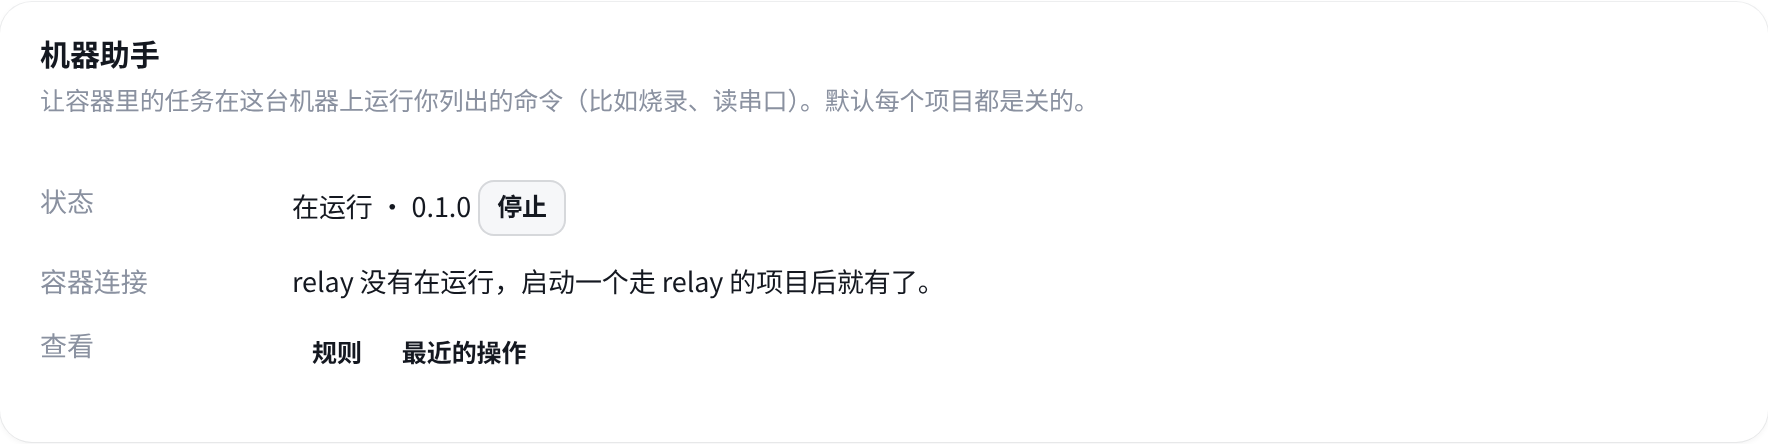 机器助手
让容器里的任务在这台机器上运行你列出的命令（比如烧录、读串口）。默认每个项目都是关的。
状态 在运行 · 0.1.0 停止
容器连接 relay 没有在运行，启动一个走 relay 的项目后就有了。
查看 规则 最近的操作